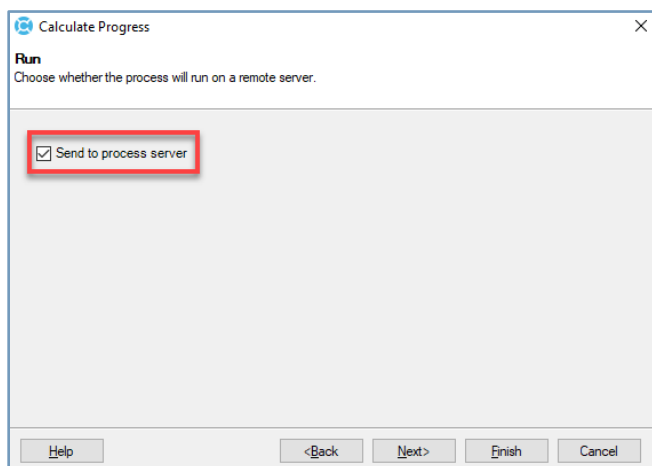 Calculate Progress
Run
Choose whether the process will run on a remote server.
Send to process server
Help
<Back
Next>
Finish
Cancel